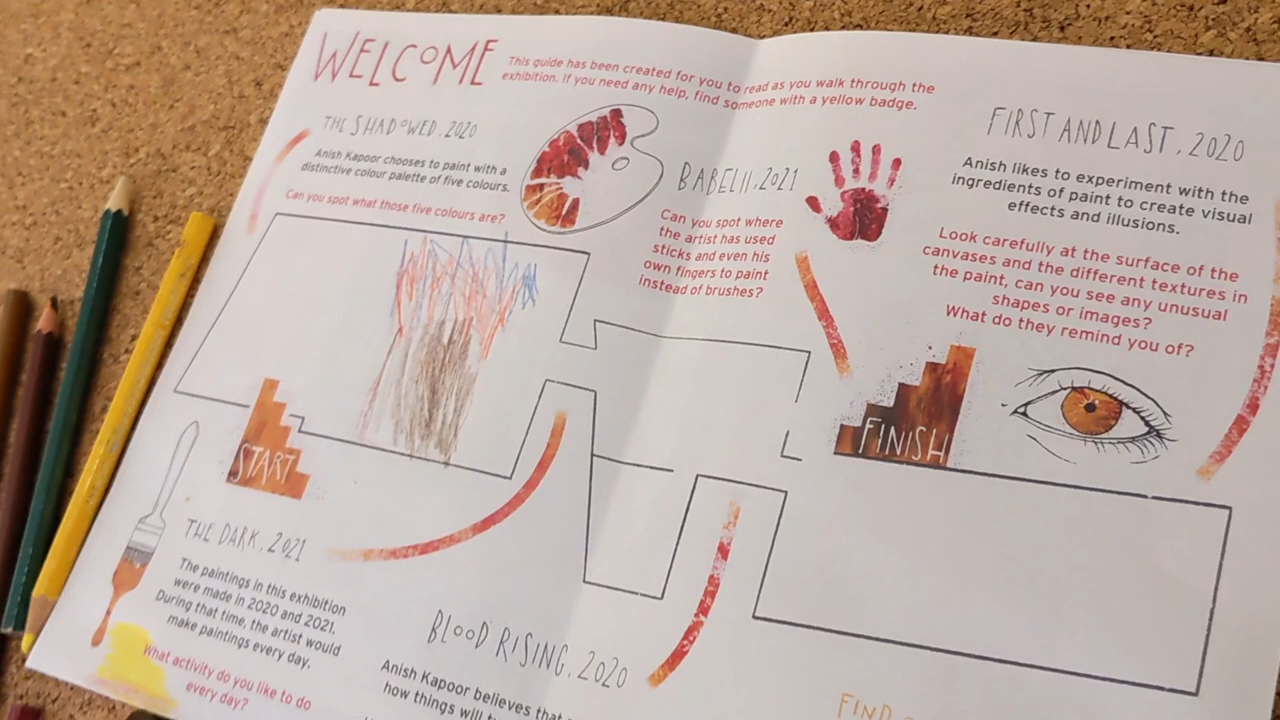 WELCOME
This guide has been created for you to read as you walk through the
exhibition. If you need any help, find someone with a yellow badge.
THE SHADOWED, 2020
Anish Kapoor chooses to paint with a
distinctive colour palette of five colours.
Can you spot what those five colours are?
BABEL II, 2021
Can you spot where
the artist has used
sticks and even his
own fingers to paint
instead of brushes?
FIRST AND LAST, 2020
Anish likes to experiment with the
ingredients of paint to create visual
effects and illusions.
Look carefully at the surface of the
canvases and the different textures in
the paint, can you see any unusual
shapes or images?
What do they remind you of?
START
FINISH
THE DARK, 2021
The paintings in this exhibition
were made in 2020 and 2021.
During that time, the artist would
make paintings every day.
What activity do you like to do
every day?
BLOOD RISING, 2020
Anish Kapoor believes that
how things will
FIND